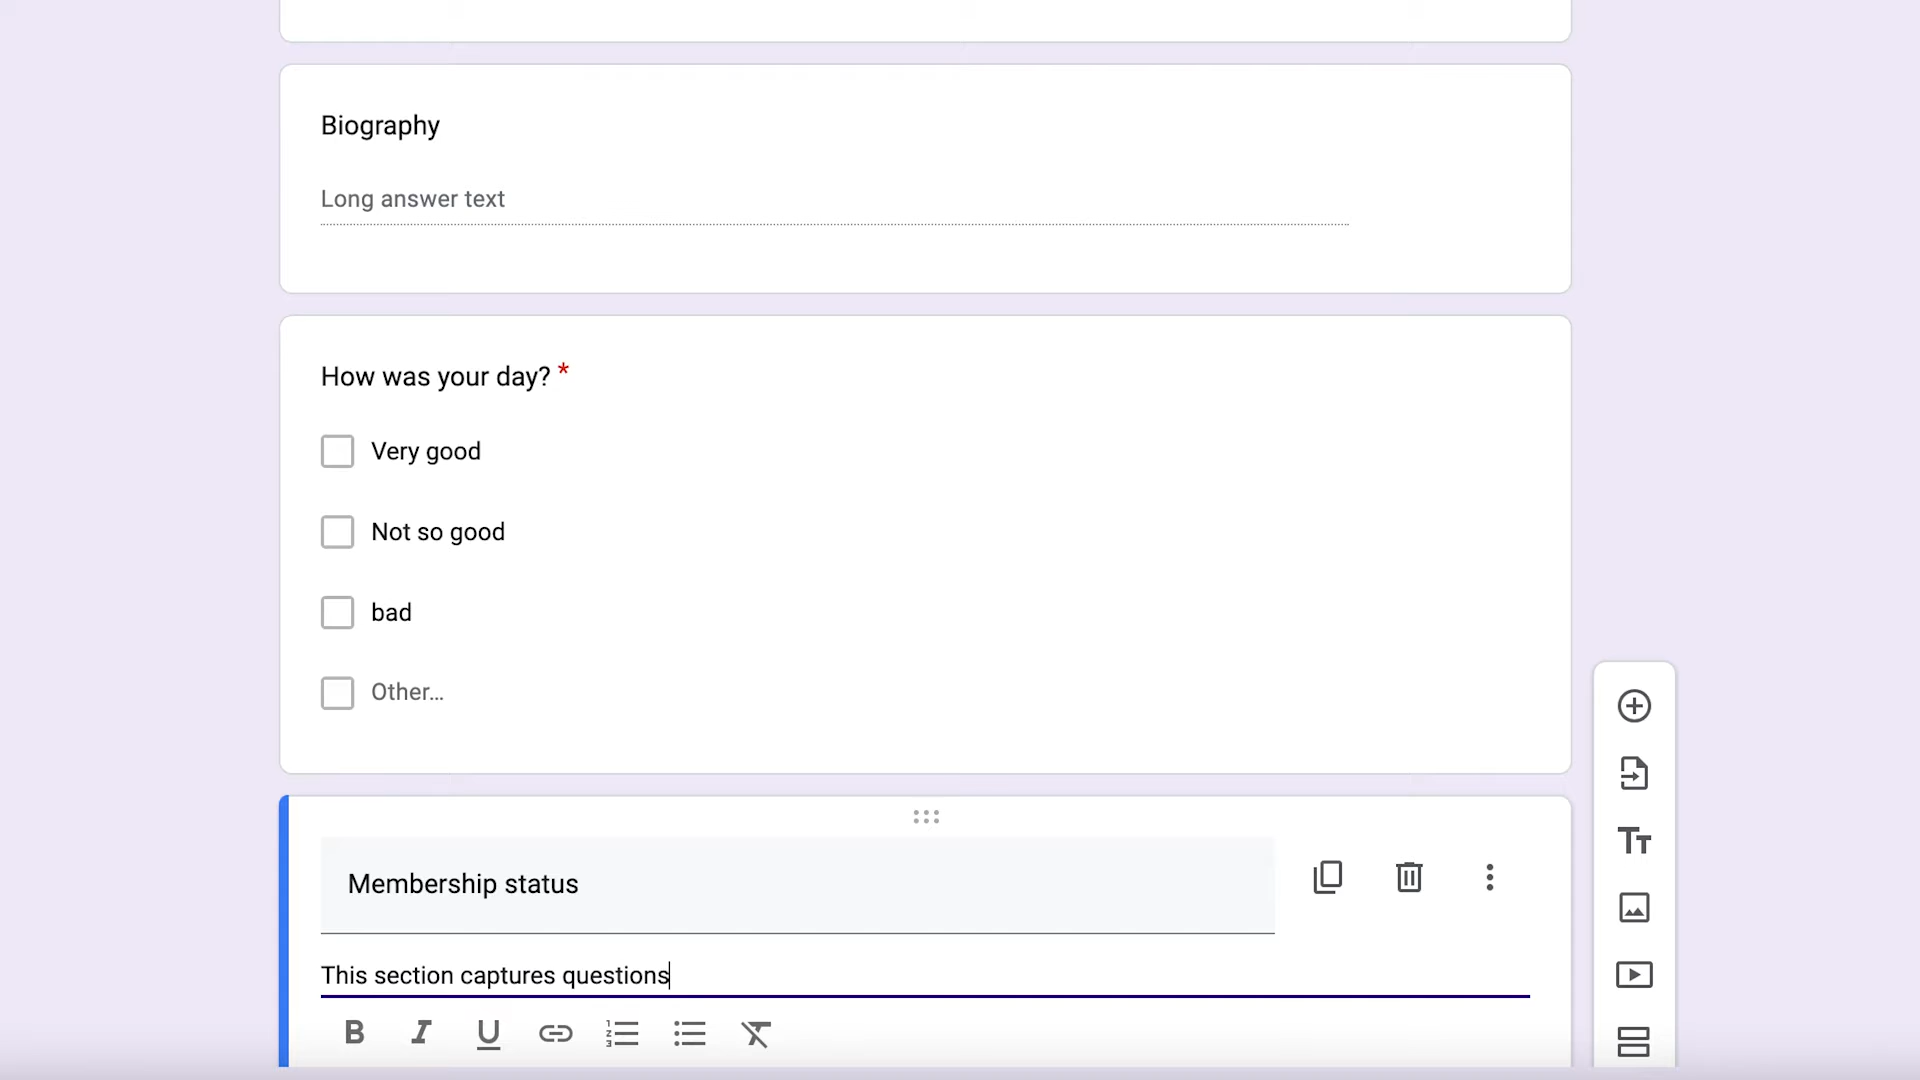 Biography
Long answer text
How was your day? *
Very good
Not so good
bad
Other...
Membership status
This section captures questions